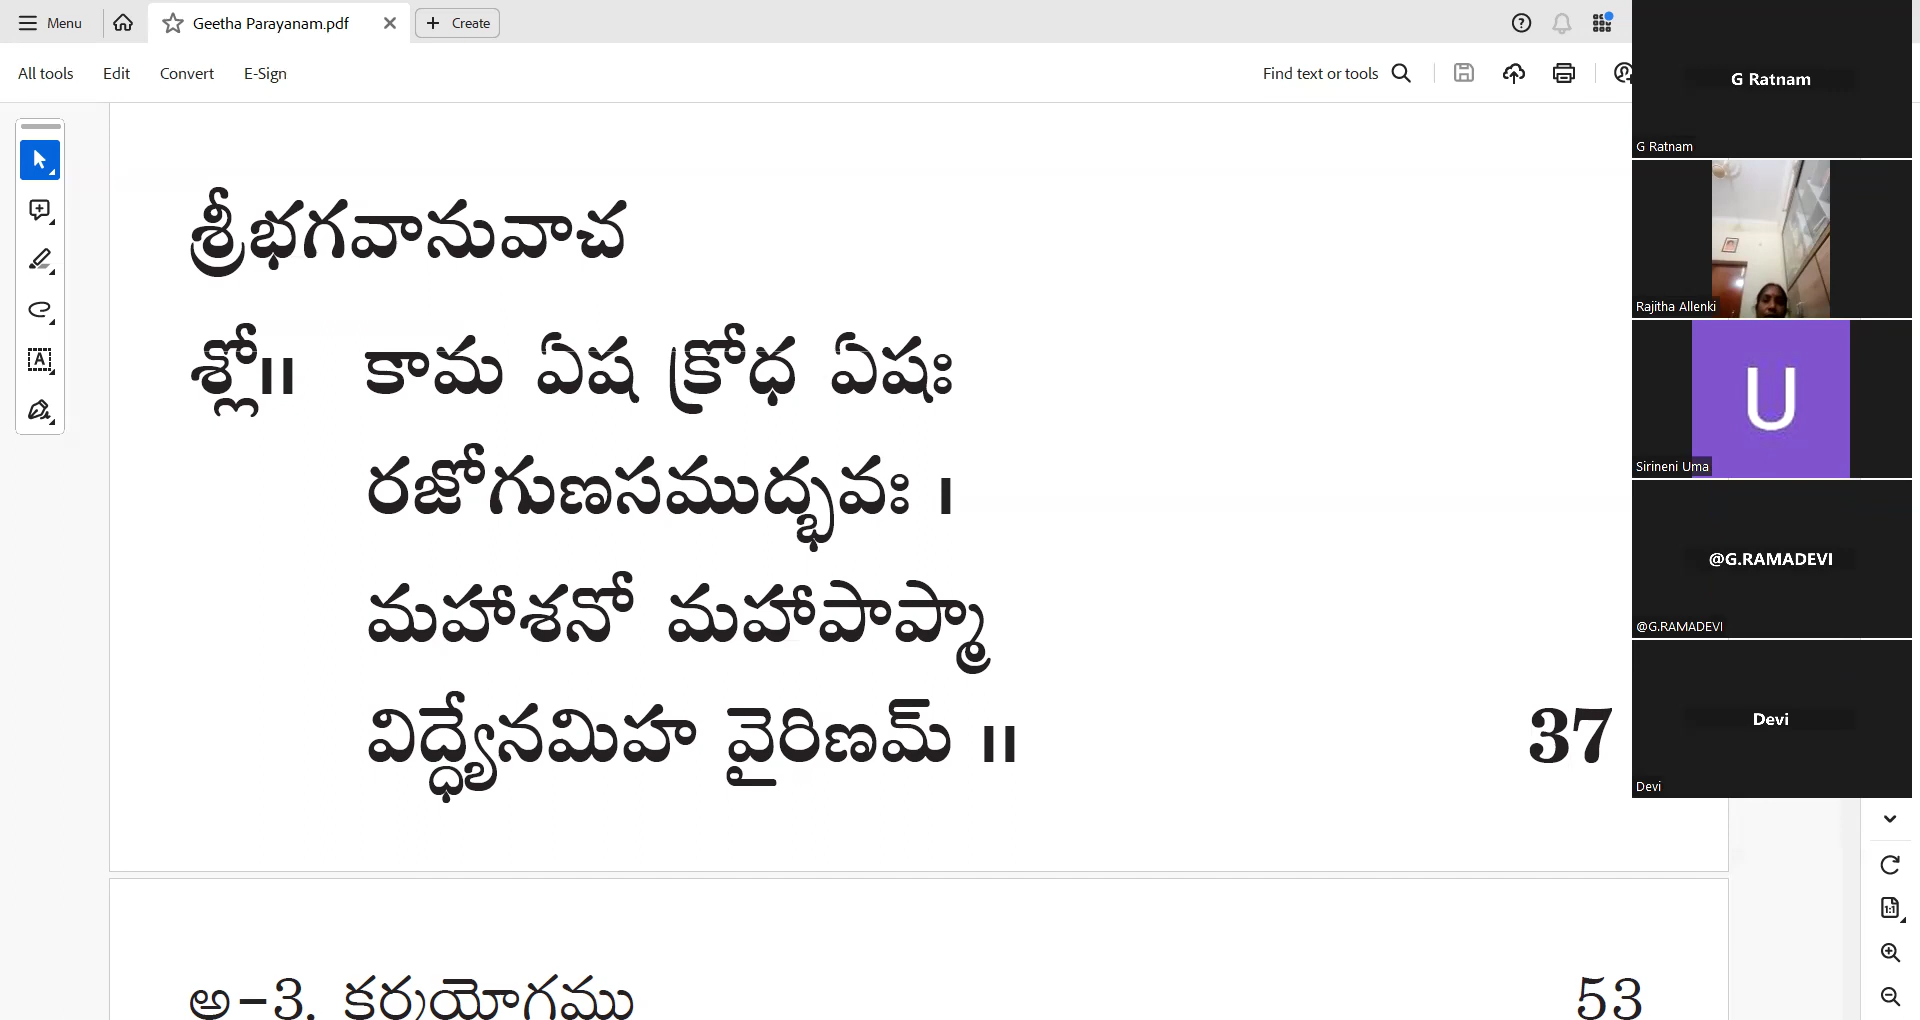 Menu
Geetha Parayanam.pdf
Create
All tools
Edit
Convert
E-Sign
Find text or tools
శ్రీభగవానువాచ
శ్లో॥ కామ ఏష క్రోధ ఏషః
రజోగుణసముద్భవః ।
మహాశనో మహాపాప్మా
విద్ధ్యేనమిహ వైరిణమ్ ॥ 37
అ-3. కర్మయోగము 53
G Ratnam
G Ratnam
Rajitha Allenki
U
Sirineni Uma
@G.RAMADEVI
@G.RAMADEVI
Devi
Devi